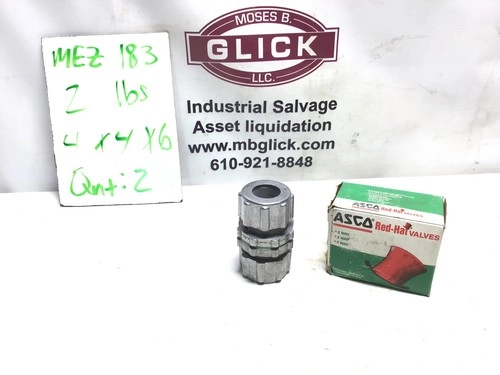 MEZ 183
2 lbs
4 x 4 x6
Qnt: 2
MOSES B.
GLICK
LLC.
Industrial Salvage
Asset liquidation
www.mbglick.com
610-921-8848
ASCO Red-Hat VALVES